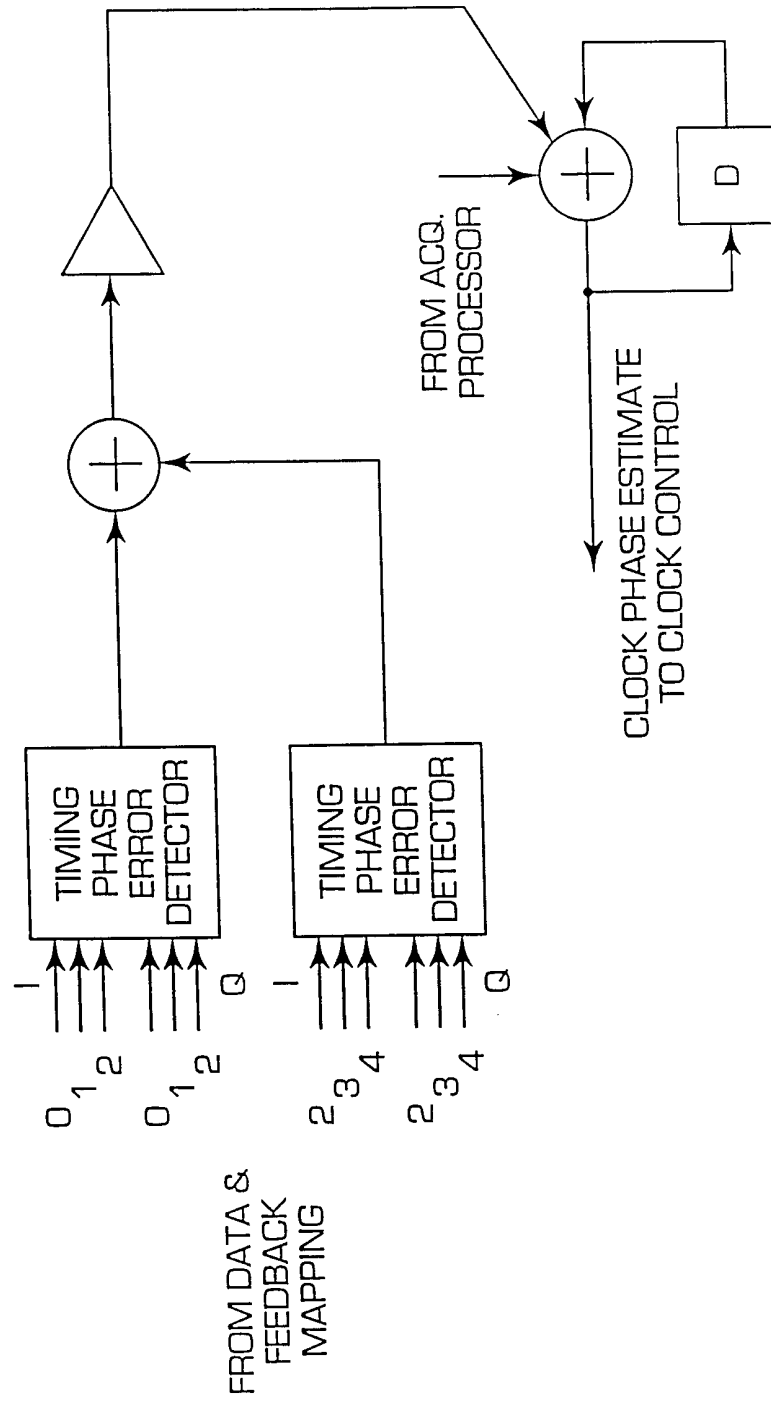 FROM DATA &
FEEDBACK
MAPPING
I
0
1
2
0
1
2
Q
TIMING
PHASE
ERROR
DETECTOR
I
2
3
4
2
3
4
Q
TIMING
PHASE
ERROR
DETECTOR
FROM ACQ.
PROCESSOR
D
CLOCK PHASE ESTIMATE
TO CLOCK CONTROL